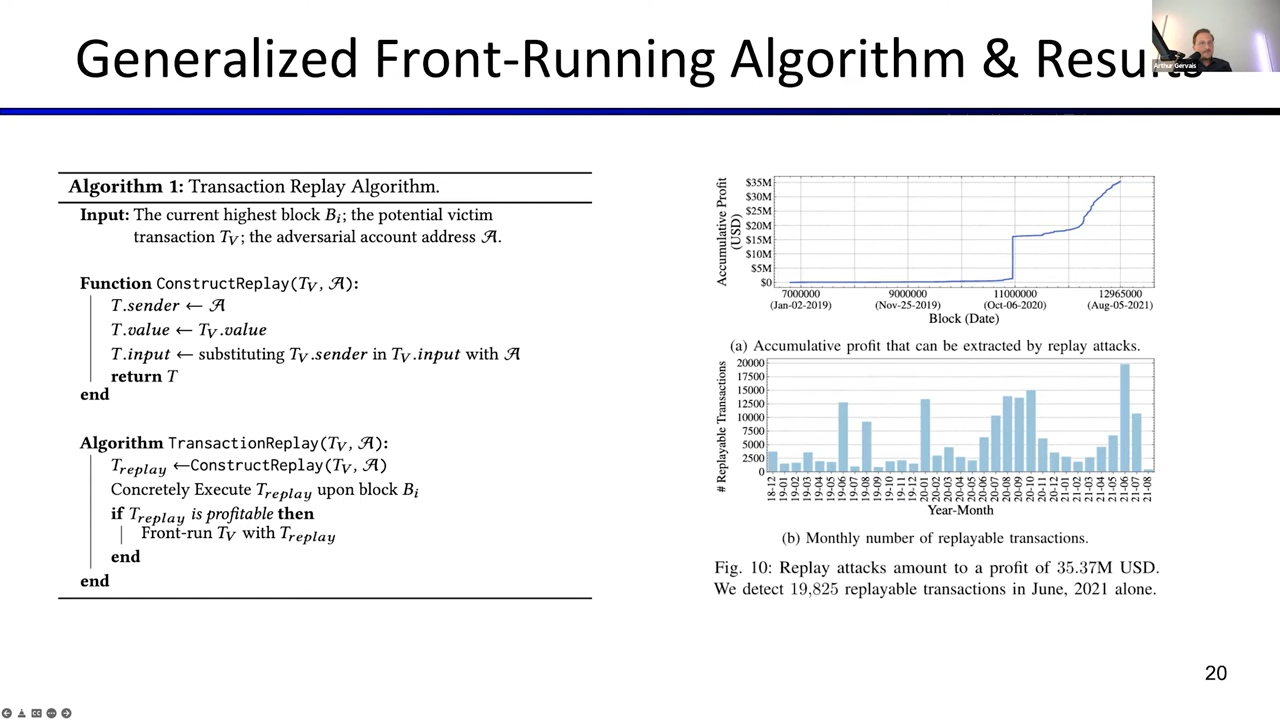 Generalized Front-Running Algorithm & Results
Arthur Gervais
Algorithm 1: Transaction Replay Algorithm.
Input: The current highest block B_i; the potential victim
transaction T_V; the adversarial account address 𝒜.
Function ConstructReplay(T_V, 𝒜):
T.sender ← 𝒜
T.value ← T_V.value
T.input ← substituting T_V.sender in T_V.input with 𝒜
return T
end
Algorithm TransactionReplay(T_V, 𝒜):
T_replay ←ConstructReplay(T_V, 𝒜)
Concretely Execute T_replay upon block B_i
if T_replay is profitable then
Front-run T_V with T_replay
end
end
Accumulative Profit
(USD)
$35M
$30M
$25M
$20M
$15M
$10M
$5M
$0
7000000 9000000 11000000 12965000
(Jan-02-2019) (Nov-25-2019) (Oct-06-2020) (Aug-05-2021)
Block (Date)
(a) Accumulative profit that can be extracted by replay attacks.
# Replayable Transactions
20000
17500
15000
12500
10000
7500
5000
2500
0
18-12 19-01 19-02 19-03 19-04 19-05 19-06 19-07 19-08 19-09 19-10 19-11 19-12 20-01 20-02 20-03 20-04 20-05 20-06 20-07 20-08 20-09 20-10 20-11 20-12 21-01 21-02 21-03 21-04 21-05 21-06 21-07 21-08
Year-Month
(b) Monthly number of replayable transactions.
Fig. 10: Replay attacks amount to a profit of 35.37M USD.
We detect 19,825 replayable transactions in June, 2021 alone.
20